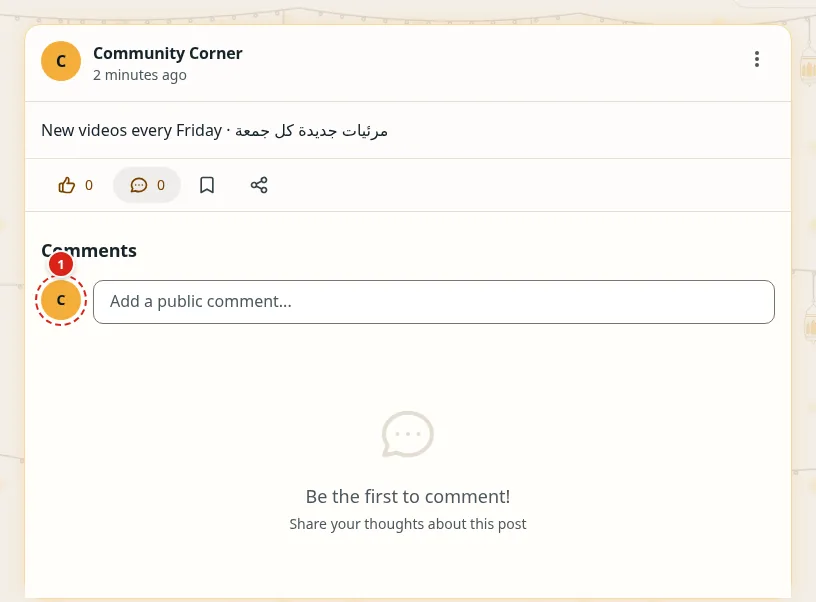 C
Community Corner
2 minutes ago
New videos every Friday · مرئيات جديدة كل جمعة
0
0
Comments
1
C
Add a public comment...
Be the first to comment!
Share your thoughts about this post